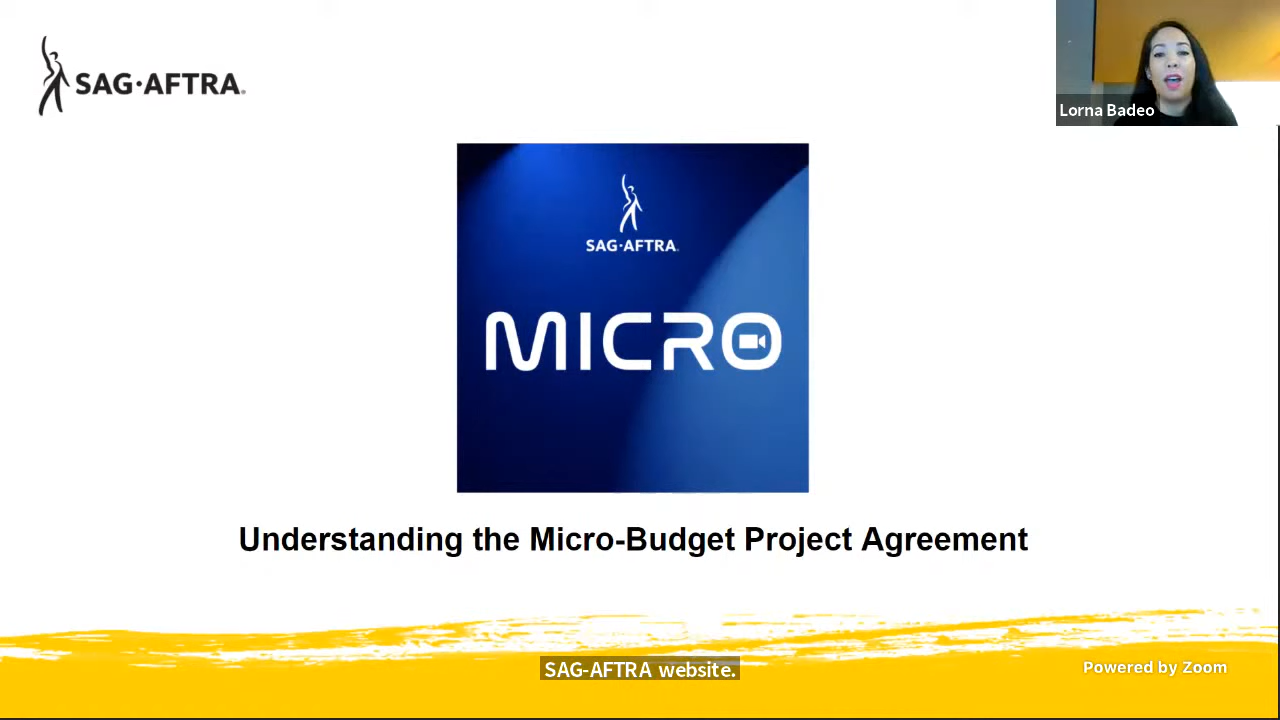 SAG·AFTRA.
Lorna Badeo
SAG·AFTRA.
MICRO
Understanding the Micro-Budget Project Agreement
SAG-AFTRA website.
Powered by Zoom